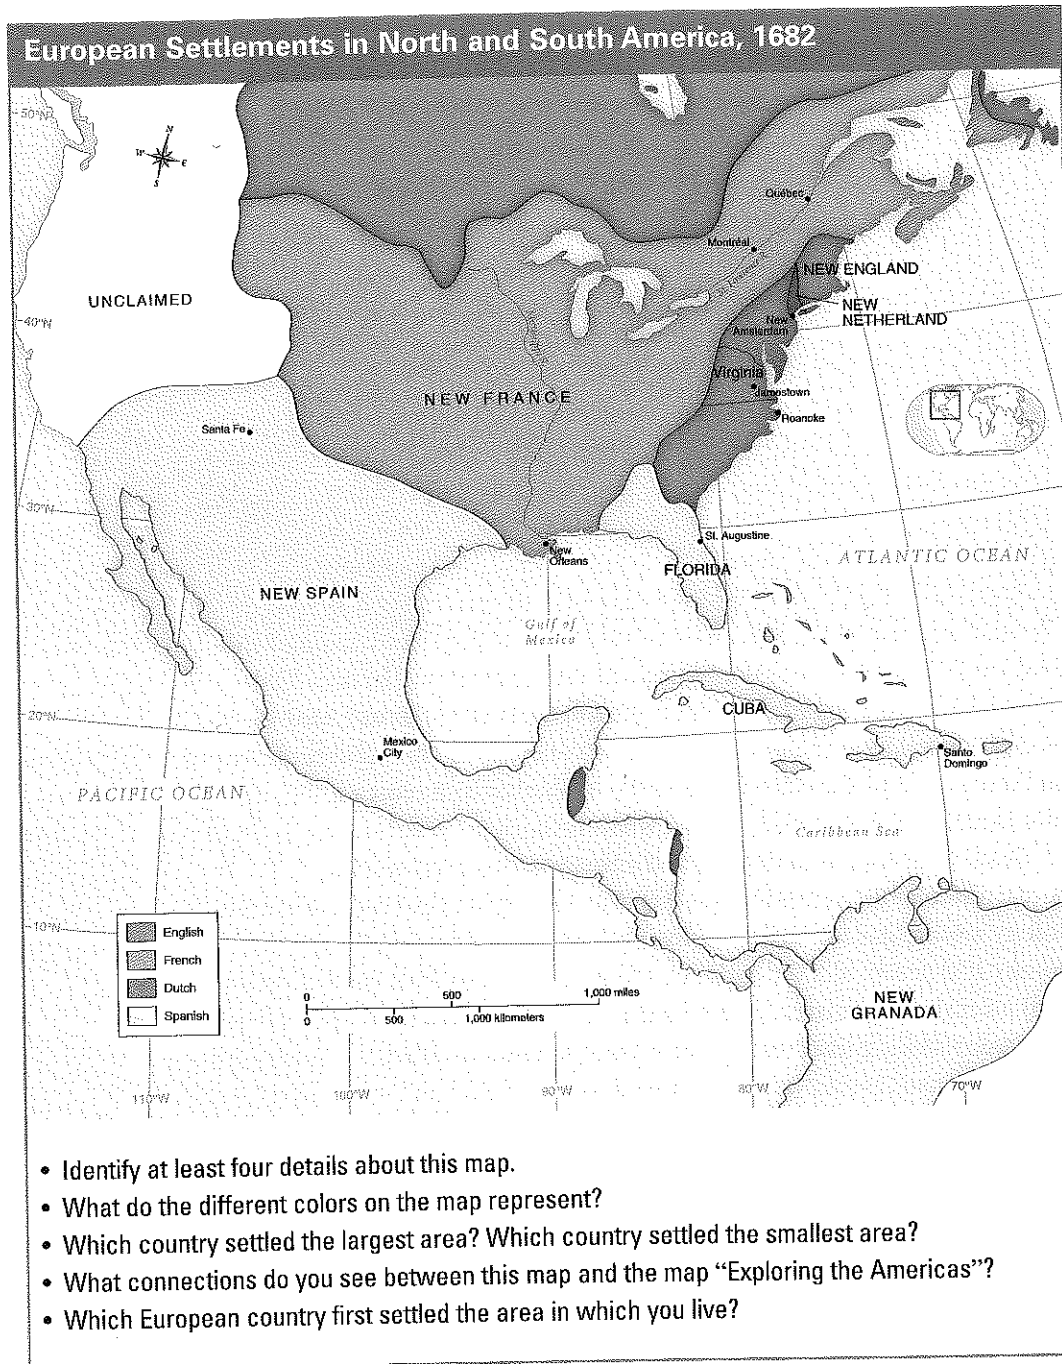 European Settlements in North and South America, 1682
50°N
N
W
E
S
Québec
Montréal
NEW ENGLAND
UNCLAIMED
40°N
NEW
NETHERLAND
New
Amsterdam
Virginia
Jamestown
NEW FRANCE
Roanoke
Santa Fe
30°N
St. Augustine
ATLANTIC OCEAN
New
Orleans
FLORIDA
NEW SPAIN
Gulf of
Mexico
20°N
CUBA
Mexico
City
Santo
Domingo
PACIFIC OCEAN
Caribbean Sea
10°N
English
French
Dutch
Spanish
0 500 1,000 miles
0 500 1,000 kilometers
NEW
GRANADA
110°W
100°W
90°W
80°W
70°W
• Identify at least four details about this map.
• What do the different colors on the map represent?
• Which country settled the largest area? Which country settled the smallest area?
• What connections do you see between this map and the map “Exploring the Americas”?
• Which European country first settled the area in which you live?